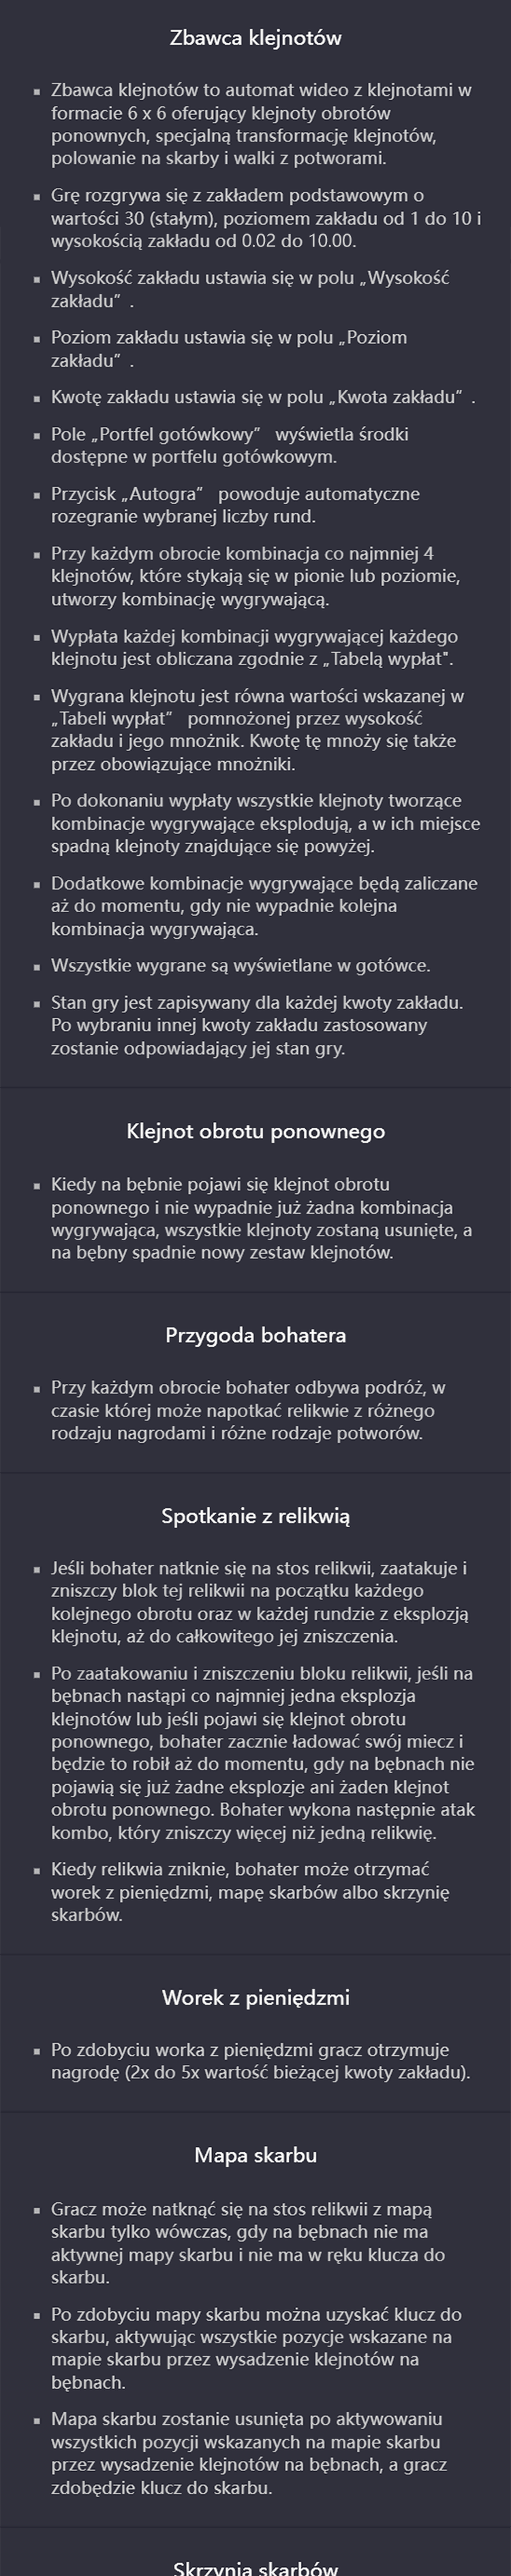 Zbawca klejnotów
▪ Zbawca klejnotów to automat wideo z klejnotami w
formacie 6 x 6 oferujący klejnoty obrotów
ponownych, specjalną transformację klejnotów,
polowanie na skarby i walki z potworami.
▪ Grę rozgrywa się z zakładem podstawowym o
wartości 30 (stałym), poziomem zakładu od 1 do 10 i
wysokością zakładu od 0.02 do 10.00.
▪ Wysokość zakładu ustawia się w polu „Wysokość
zakładu” .
▪ Poziom zakładu ustawia się w polu „Poziom
zakładu” .
▪ Kwotę zakładu ustawia się w polu „Kwota zakładu” .
▪ Pole „Portfel gotówkowy” wyświetla środki
dostępne w portfelu gotówkowym.
▪ Przycisk „Autogra” powoduje automatyczne
rozegranie wybranej liczby rund.
▪ Przy każdym obrocie kombinacja co najmniej 4
klejnotów, które stykają się w pionie lub poziomie,
utworzy kombinację wygrywającą.
▪ Wypłata każdej kombinacji wygrywającej każdego
klejnotu jest obliczana zgodnie z „Tabelą wypłat".
▪ Wygrana klejnotu jest równa wartości wskazanej w
„Tabeli wypłat” pomnożonej przez wysokość
zakładu i jego mnożnik. Kwotę tę mnoży się także
przez obowiązujące mnożniki.
▪ Po dokonaniu wypłaty wszystkie klejnoty tworzące
kombinacje wygrywające eksplodują, a w ich miejsce
spadną klejnoty znajdujące się powyżej.
▪ Dodatkowe kombinacje wygrywające będą zaliczane
aż do momentu, gdy nie wypadnie kolejna
kombinacja wygrywająca.
▪ Wszystkie wygrane są wyświetlane w gotówce.
▪ Stan gry jest zapisywany dla każdej kwoty zakładu.
Po wybraniu innej kwoty zakładu zastosowany
zostanie odpowiadający jej stan gry.
Klejnot obrotu ponownego
▪ Kiedy na bębnie pojawi się klejnot obrotu
ponownego i nie wypadnie już żadna kombinacja
wygrywająca, wszystkie klejnoty zostaną usunięte, a
na bębny spadnie nowy zestaw klejnotów.
Przygoda bohatera
▪ Przy każdym obrocie bohater odbywa podróż, w
czasie której może napotkać relikwie z różnego
rodzaju nagrodami i różne rodzaje potworów.
Spotkanie z relikwią
▪ Jeśli bohater natknie się na stos relikwii, zaatakuje i
zniszczy blok tej relikwii na początku każdego
kolejnego obrotu oraz w każdej rundzie z eksplozją
klejnotu, aż do całkowitego jej zniszczenia.
▪ Po zaatakowaniu i zniszczeniu bloku relikwii, jeśli na
bębnach nastąpi co najmniej jedna eksplozja
klejnotów lub jeśli pojawi się klejnot obrotu
ponownego, bohater zacznie ładować swój miecz i
będzie to robił aż do momentu, gdy na bębnach nie
pojawią się już żadne eksplozje ani żaden klejnot
obrotu ponownego. Bohater wykona następnie atak
kombo, który zniszczy więcej niż jedną relikwię.
▪ Kiedy relikwia zniknie, bohater może otrzymać
worek z pieniędzmi, mapę skarbów albo skrzynię
skarbów.
Worek z pieniędzmi
▪ Po zdobyciu worka z pieniędzmi gracz otrzymuje
nagrodę (2x do 5x wartość bieżącej kwoty zakładu).
Mapa skarbu
▪ Gracz może natknąć się na stos relikwii z mapą
skarbu tylko wówczas, gdy na bębnach nie ma
aktywnej mapy skarbu i nie ma w ręku klucza do
skarbu.
▪ Po zdobyciu mapy skarbu można uzyskać klucz do
skarbu, aktywując wszystkie pozycje wskazane na
mapie skarbu przez wysadzenie klejnotów na
bębnach.
▪ Mapa skarbu zostanie usunięta po aktywowaniu
wszystkich pozycji wskazanych na mapie skarbu
przez wysadzenie klejnotów na bębnach, a gracz
zdobędzie klucz do skarbu.
Skrzynia skarbów